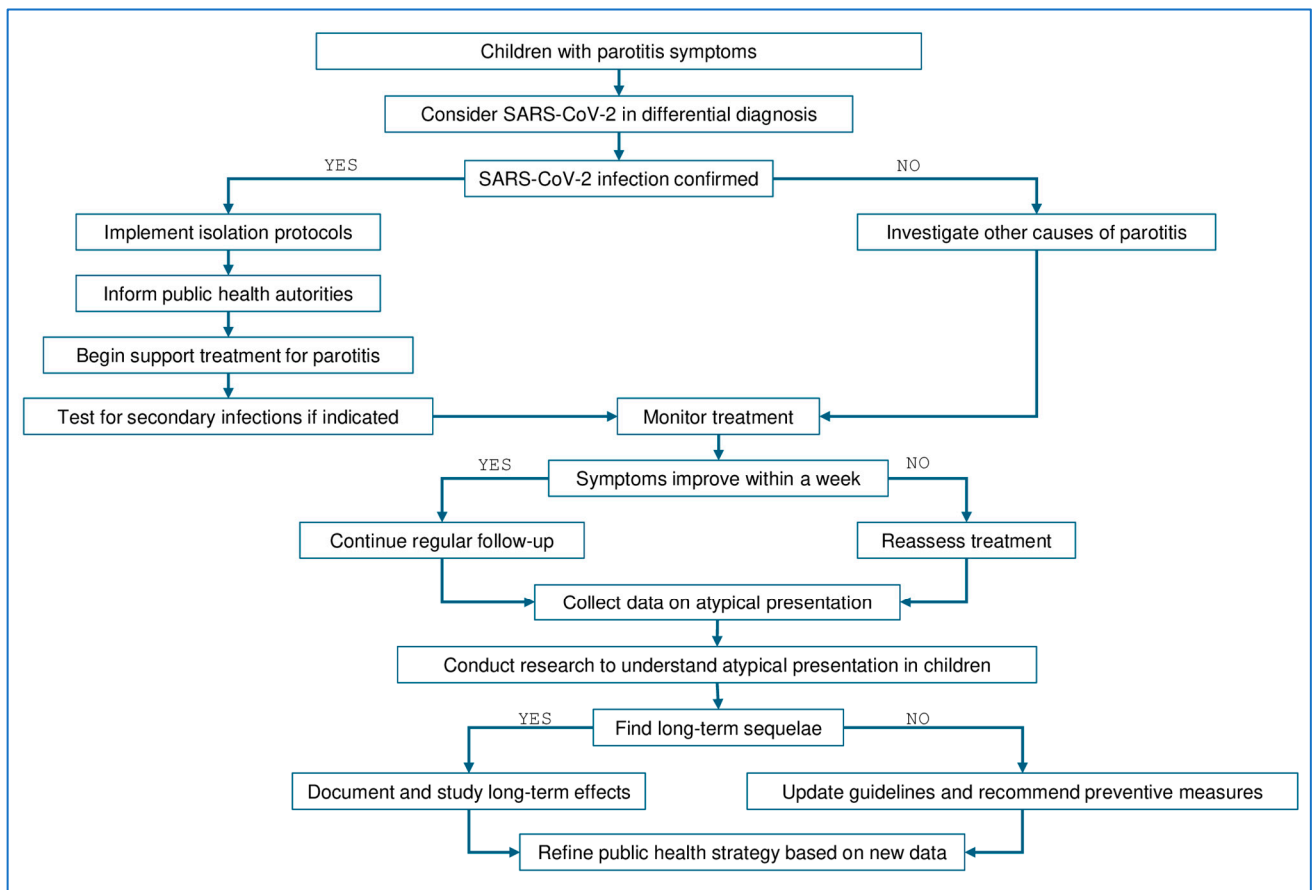 Children with parotitis symptoms
Consider SARS-CoV-2 in differential diagnosis
YES
SARS-CoV-2 infection confirmed
NO
Implement isolation protocols
Investigate other causes of parotitis
Inform public health autorities
Begin support treatment for parotitis
Test for secondary infections if indicated
Monitor treatment
YES
Symptoms improve within a week
NO
Continue regular follow-up
Reassess treatment
Collect data on atypical presentation
Conduct research to understand atypical presentation in children
YES
Find long-term sequelae
NO
Document and study long-term effects
Update guidelines and recommend preventive measures
Refine public health strategy based on new data